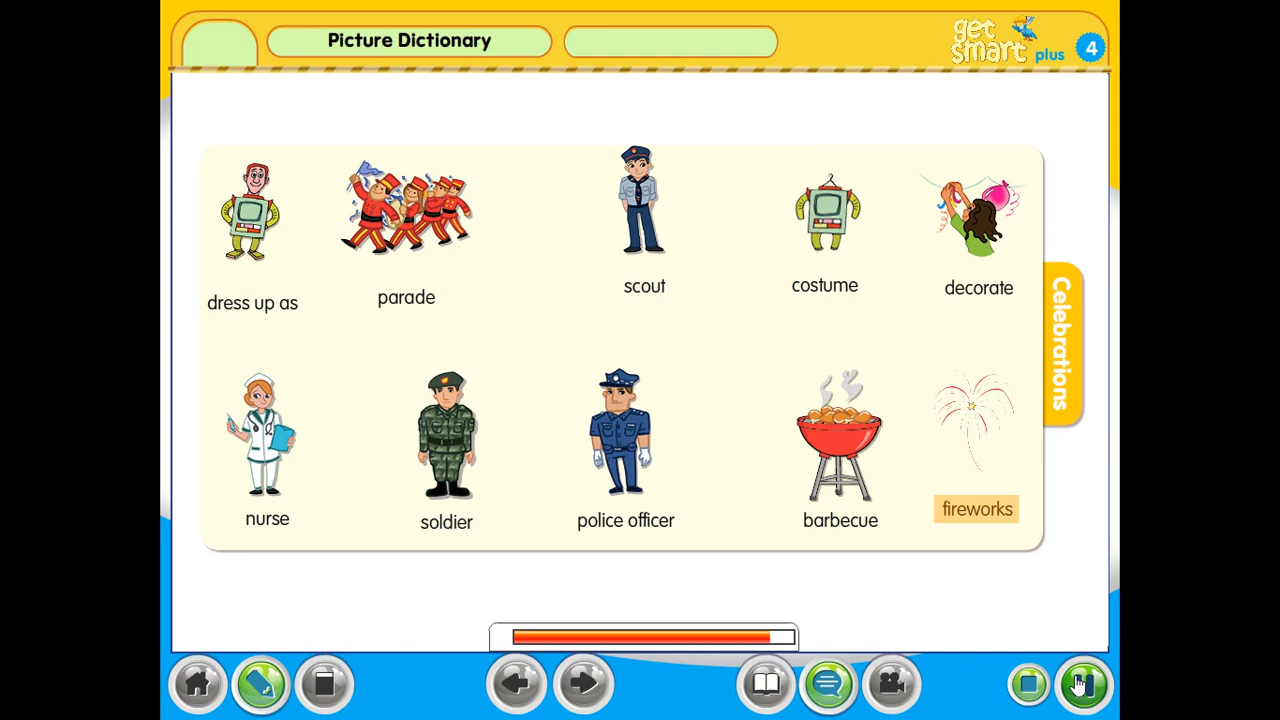 Picture Dictionary
get
smart
plus
4
dress up as
parade
scout
costume
decorate
Celebrations
nurse
soldier
police officer
barbecue
fireworks